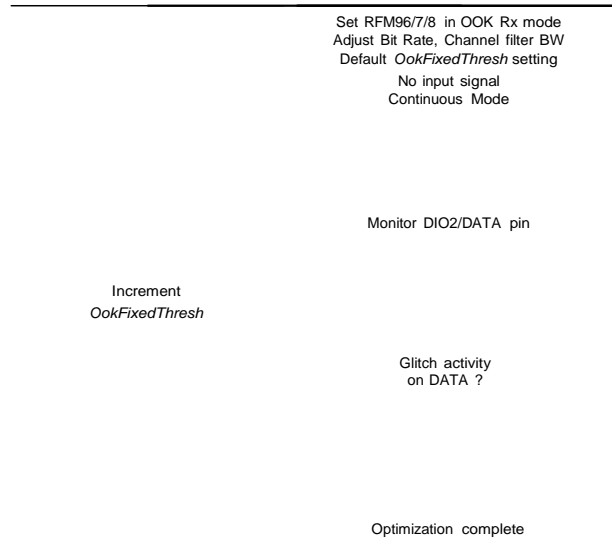 Set RFM96/7/8 in OOK Rx mode
Adjust Bit Rate, Channel filter BW
Default OokFixedThresh setting
No input signal
Continuous Mode
Monitor DIO2/DATA pin
Increment
OokFixedThresh
Glitch activity
on DATA ?
Optimization complete